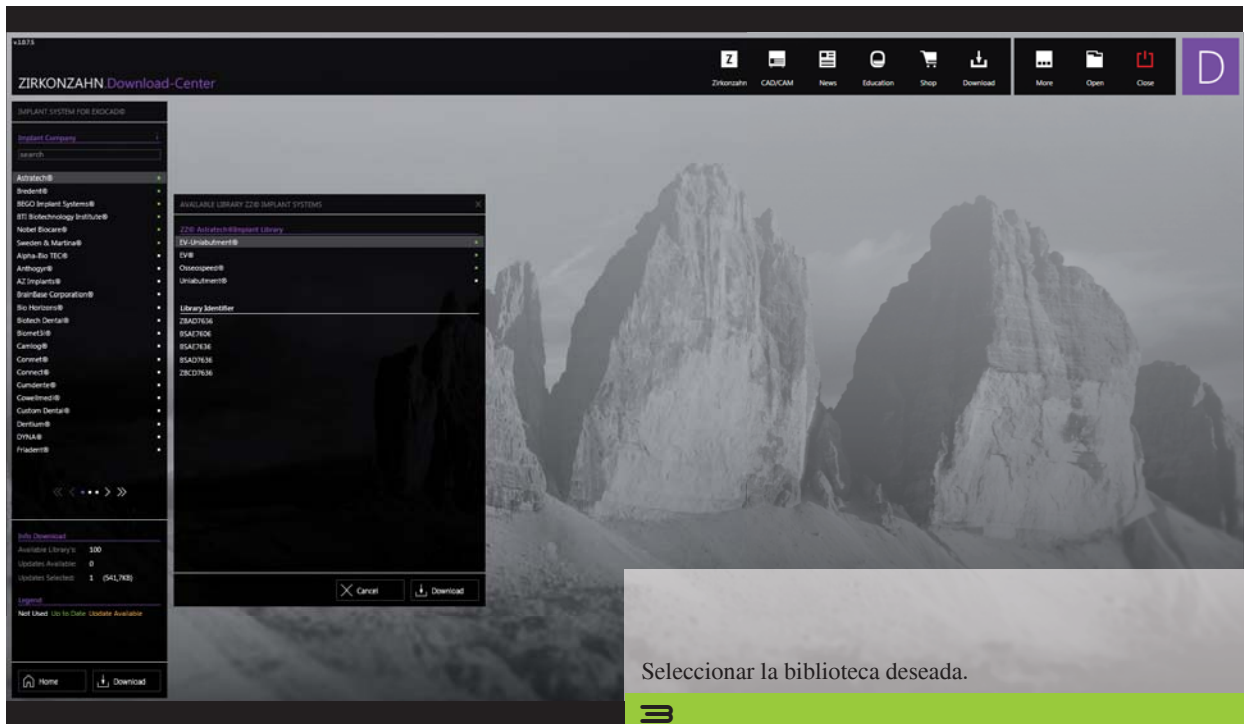 v.1.0.7.5
ZIRKONZAHN.Download-Center
Z
Zirkonzahn
CAD/CAM
News
Education
Shop
Download
More
Open
Close
D
IMPLANT SYSTEM FOR EXOCAD®
Implant Company
search
Astratech®
Bredent®
BEGO Implant Systems®
BTI Biotechnology Institute®
Nobel Biocare®
Sweden & Martina®
Alpha-Bio TEC®
Anthogyr®
AZ Implants®
BrainBase Corporation®
Bio Horizons®
Biotech Dental®
Biomet3i®
Camlog®
Conmet®
Connect®
Cumdente®
Cowellmedi®
Custom Dental®
Dentium®
DYNA®
Friadent®
Info Download
Available Library's: 100
Updates Available: 0
Updates Selected: 1 (541,7KB)
Legend
Not Used Up to Date Update Available
Home
Download
AVAILABLE LIBRARY ZZ® IMPLANT SYSTEMS
X
ZZ® Astratech®Implant Library
EV-Uniabutment®
EV®
Osseospeed®
Uniabutment®
Library Identifier
ZBAD7636
BSAE7606
BSAE7636
BSAD7636
ZBCD7636
Cancel
Download
Seleccionar la biblioteca deseada.
3